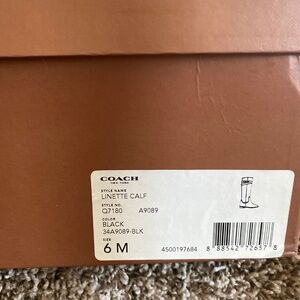 COACH
NEW YORK
STYLE NAME
LINETTE CALF
STYLE NO.
Q7180 A9089
COLOR
BLACK
34A9089-BLK
SIZE
6 M
4500197684
8 88542 72657 8